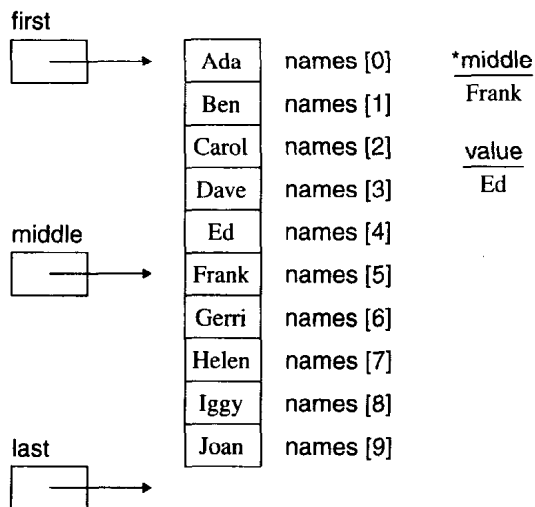 first
Ada names [0] *middle
Frank
Ben names [1]
Carol names [2] value
Ed
Dave names [3]
middle
Ed names [4]
Frank names [5]
Gerri names [6]
Helen names [7]
Iggy names [8]
last
Joan names [9]